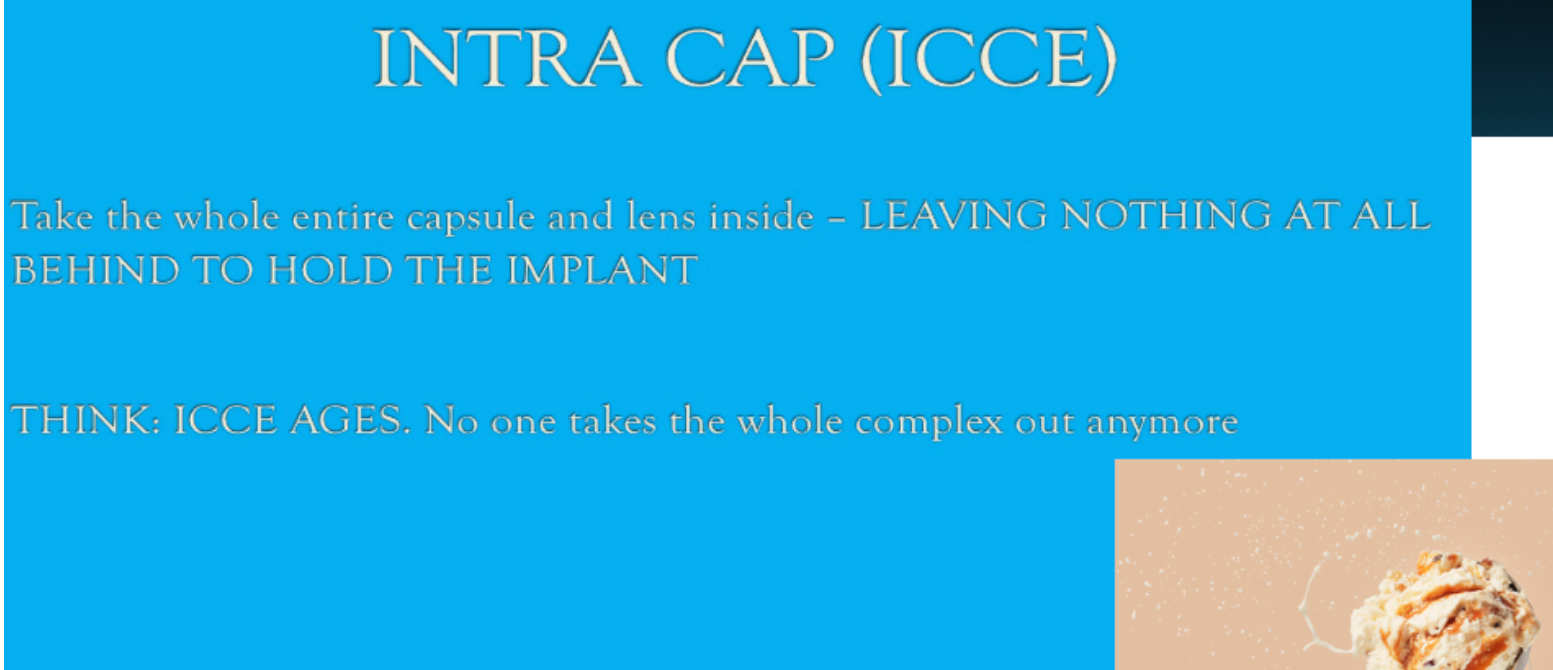 INTRA CAP (ICCE)
Take the whole entire capsule and lens inside – LEAVING NOTHING AT ALL
BEHIND TO HOLD THE IMPLANT
THINK: ICCE AGES. No one takes the whole complex out anymore